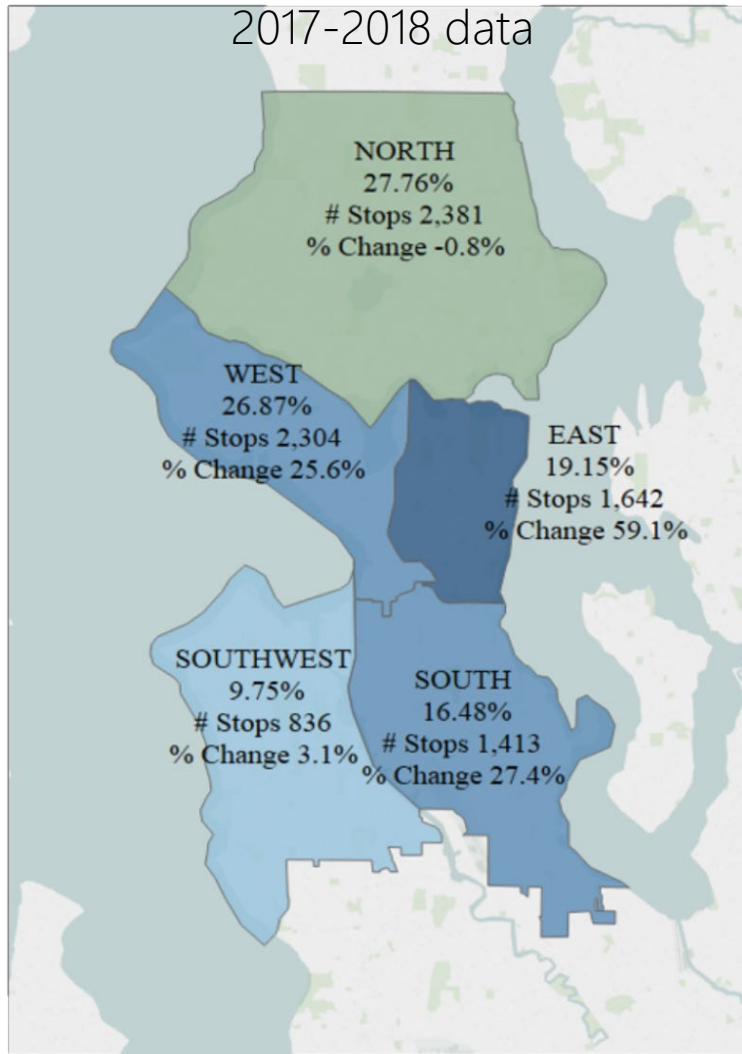 2017-2018 data
NORTH
27.76%
# Stops 2,381
% Change -0.8%
WEST
26.87%
# Stops 2,304
% Change 25.6%
EAST
19.15%
# Stops 1,642
% Change 59.1%
SOUTHWEST
9.75%
# Stops 836
% Change 3.1%
SOUTH
16.48%
# Stops 1,413
% Change 27.4%